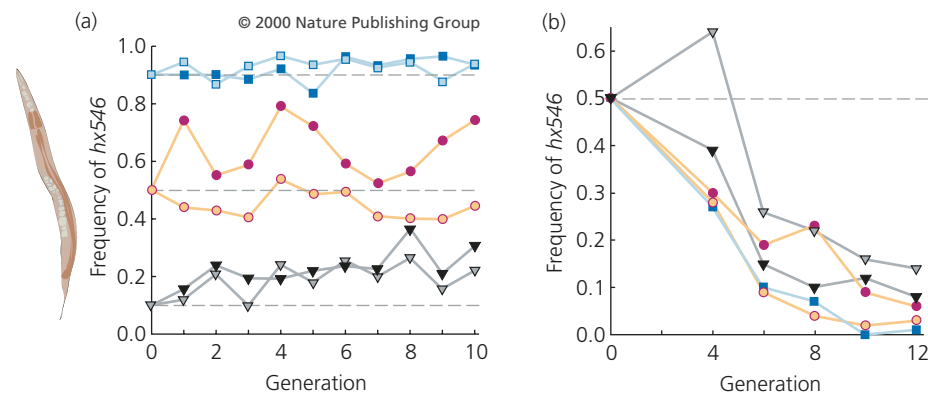 (a)
© 2000 Nature Publishing Group
Frequency of hx546
1.0
0.8
0.6
0.4
0.2
0.0
0 2 4 6 8 10
Generation
(b)
Frequency of hx546
0.6
0.5
0.4
0.3
0.2
0.1
0.0
0 4 6 8 10 12
Generation